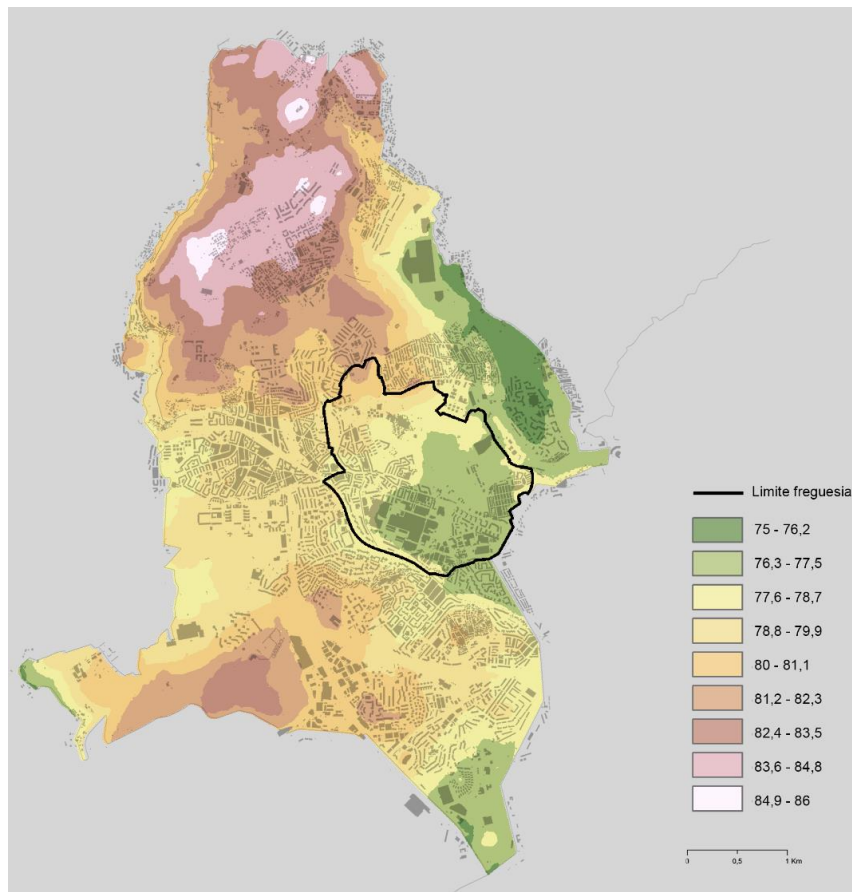 Limite freguesia
75 - 76,2
76,3 - 77,5
77,6 - 78,7
78,8 - 79,9
80 - 81,1
81,2 - 82,3
82,4 - 83,5
83,6 - 84,8
84,9 - 86
0 0,5 1 Km